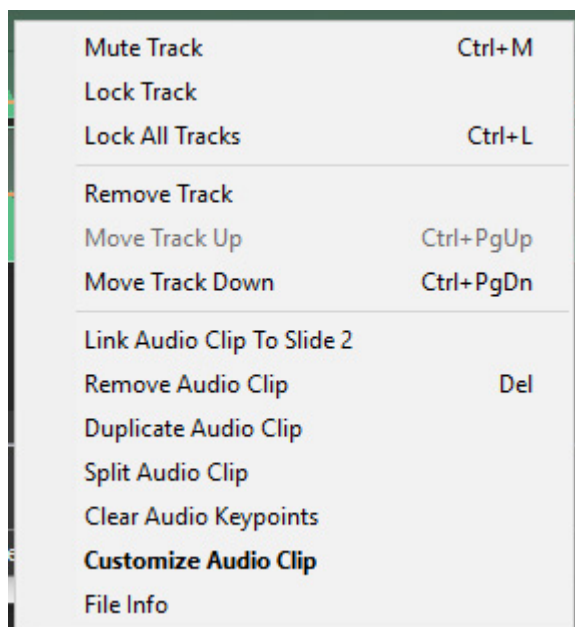 Mute Track Ctrl+M
Lock Track
Lock All Tracks Ctrl+L
Remove Track
Move Track Up Ctrl+PgUp
Move Track Down Ctrl+PgDn
Link Audio Clip To Slide 2
Remove Audio Clip Del
Duplicate Audio Clip
Split Audio Clip
Clear Audio Keypoints
Customize Audio Clip
File Info